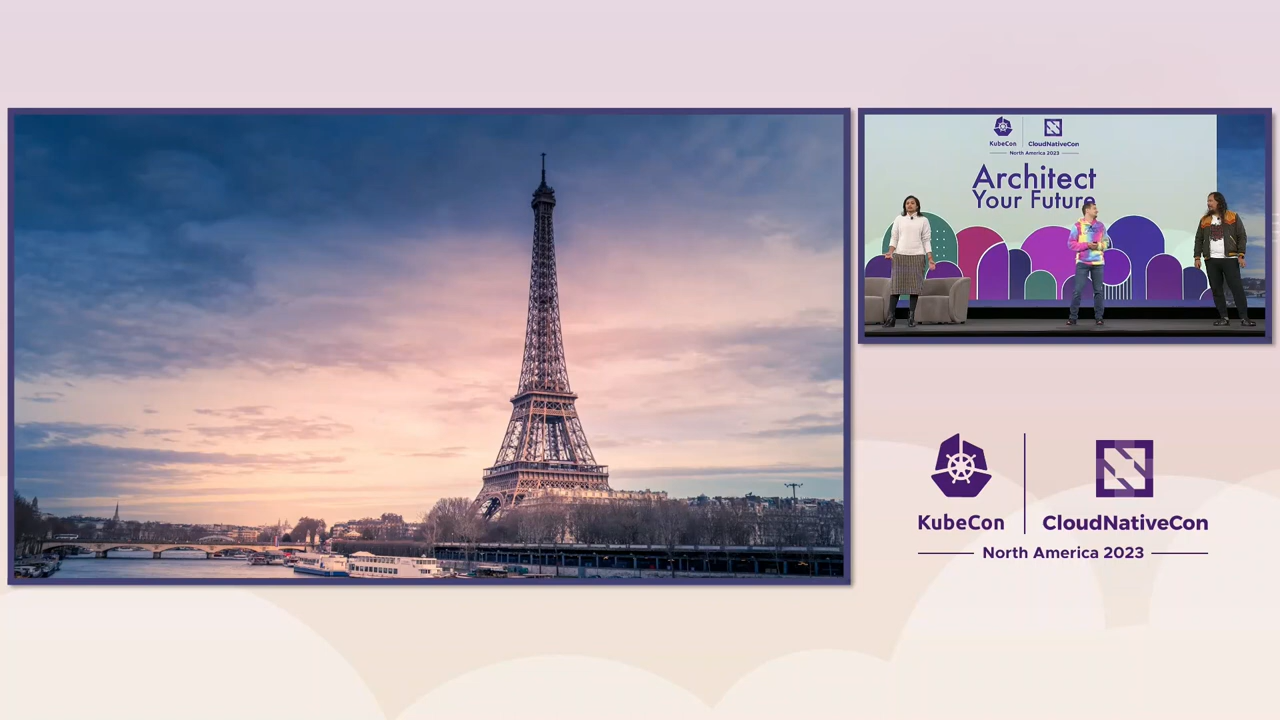 KubeCon
CloudNativeCon
North America 2023
Architect
Your Future
KubeCon
CloudNativeCon
North America 2023